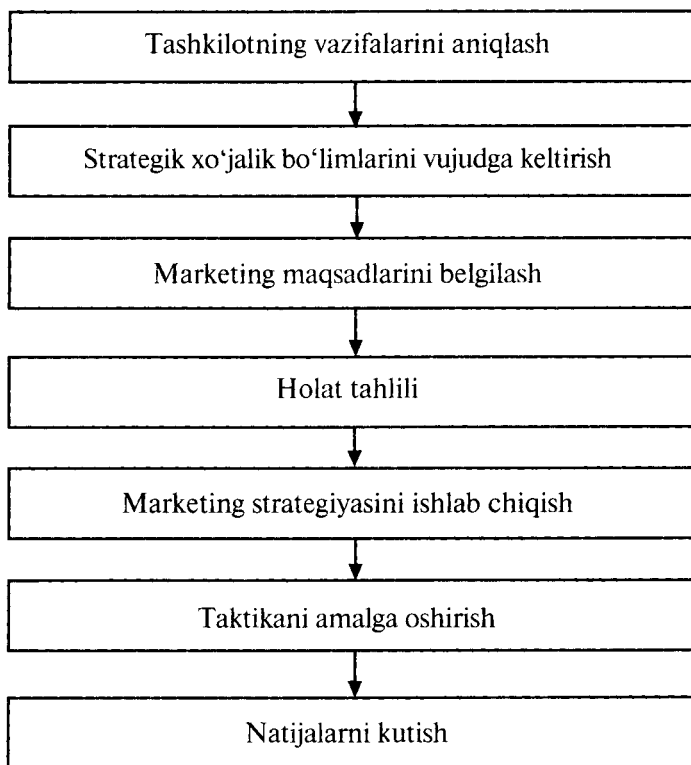 Tashkilotning vazifalarini aniqlash
Strategik xo‘jalik bo‘limlarini vujudga keltirish
Marketing maqsadlarini belgilash
Holat tahlili
Marketing strategiyasini ishlab chiqish
Taktikani amalga oshirish
Natijalarni kutish